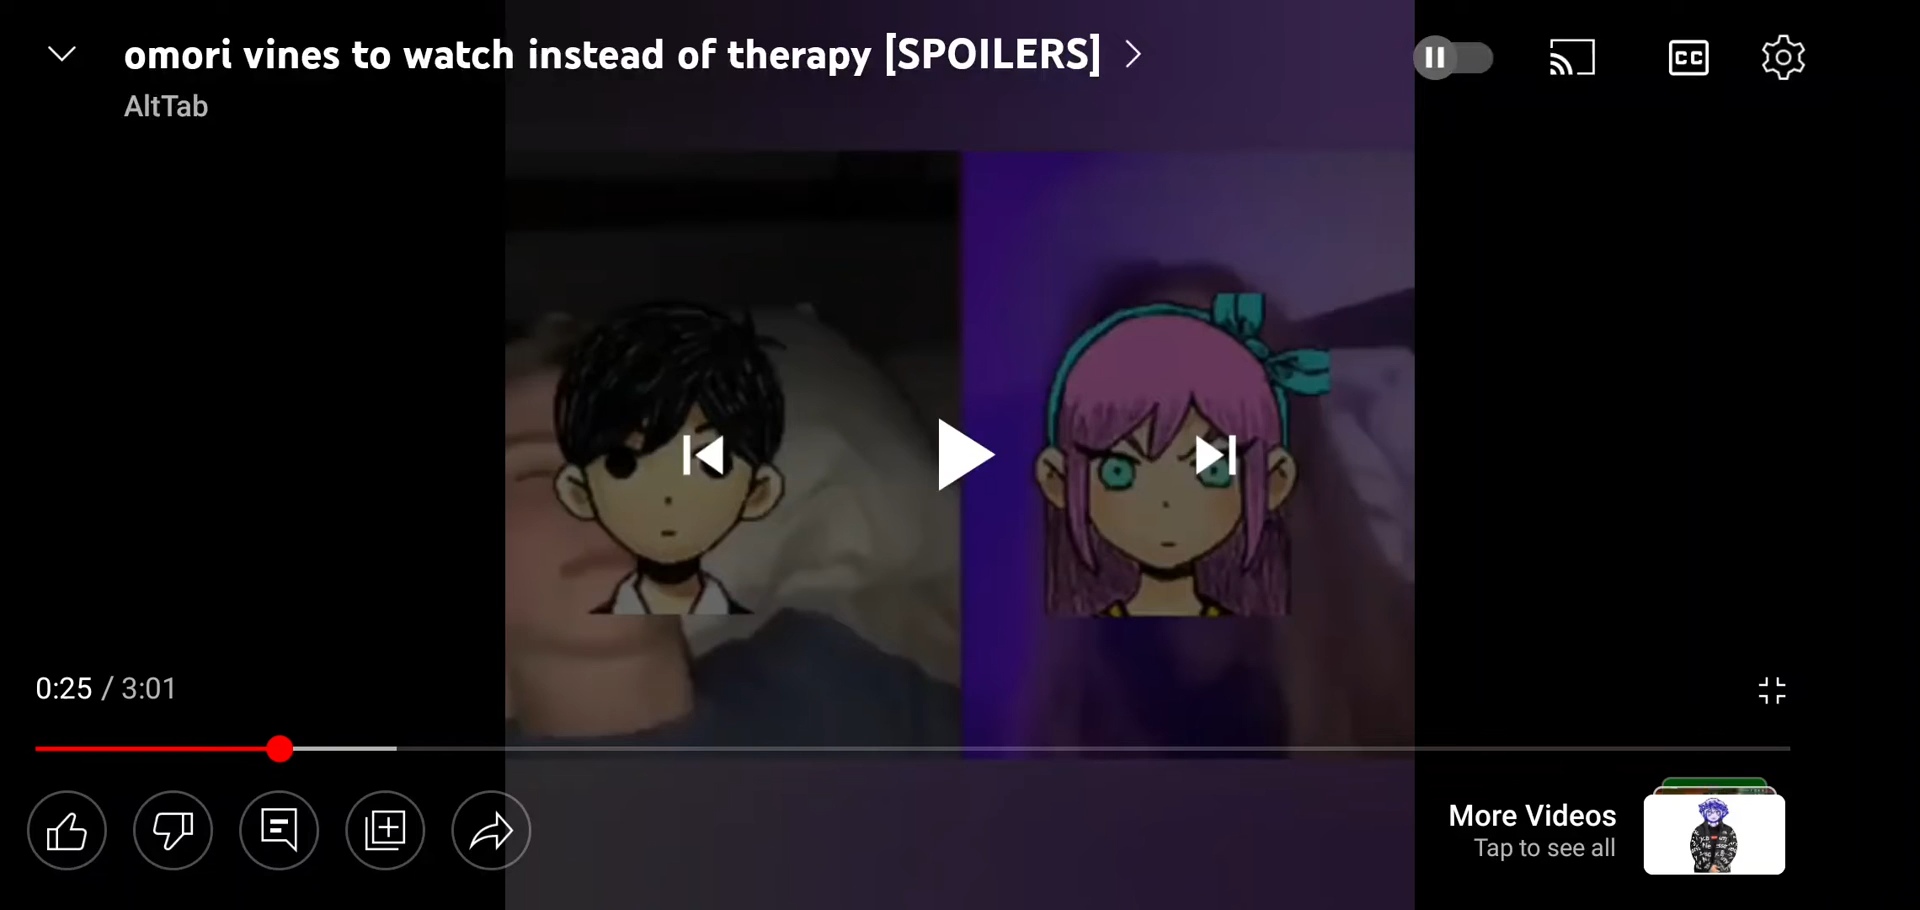 omori vines to watch instead of therapy [SPOILERS]
AltTab
CC
0:25 / 3:01
More Videos
Tap to see all